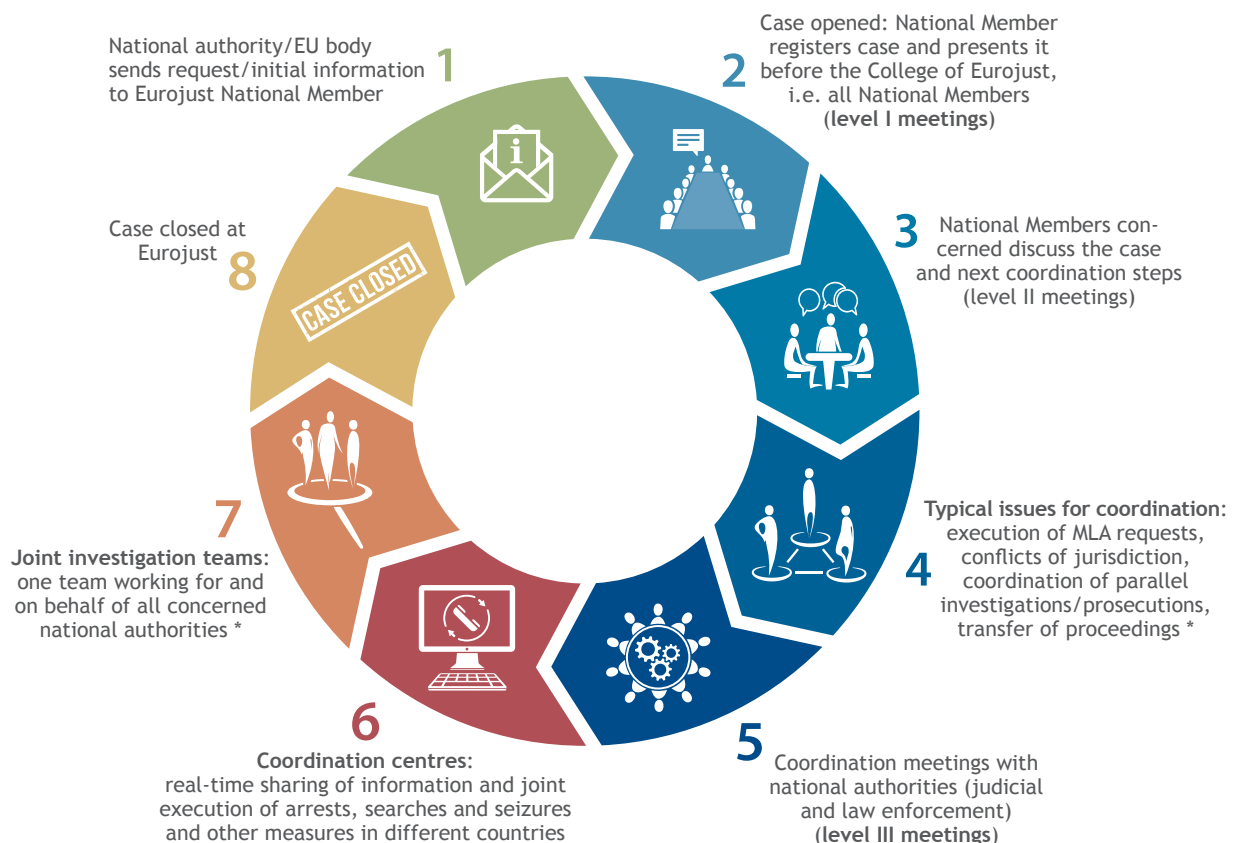 1
National authority/EU body
sends request/initial information
to Eurojust National Member
2
Case opened: National Member
registers case and presents it
before the College of Eurojust,
i.e. all National Members
(level I meetings)
3
National Members con-
cerned discuss the case
and next coordination steps
(level II meetings)
4
Typical issues for coordination:
execution of MLA requests,
conflicts of jurisdiction,
coordination of parallel
investigations/prosecutions,
transfer of proceedings *
5
Coordination meetings with
national authorities (judicial
and law enforcement)
(level III meetings)
6
Coordination centres:
real-time sharing of information and joint
execution of arrests, searches and seizures
and other measures in different countries
7
Joint investigation teams:
one team working for and
on behalf of all concerned
national authorities *
8
Case closed at
Eurojust
CASE CLOSED
i